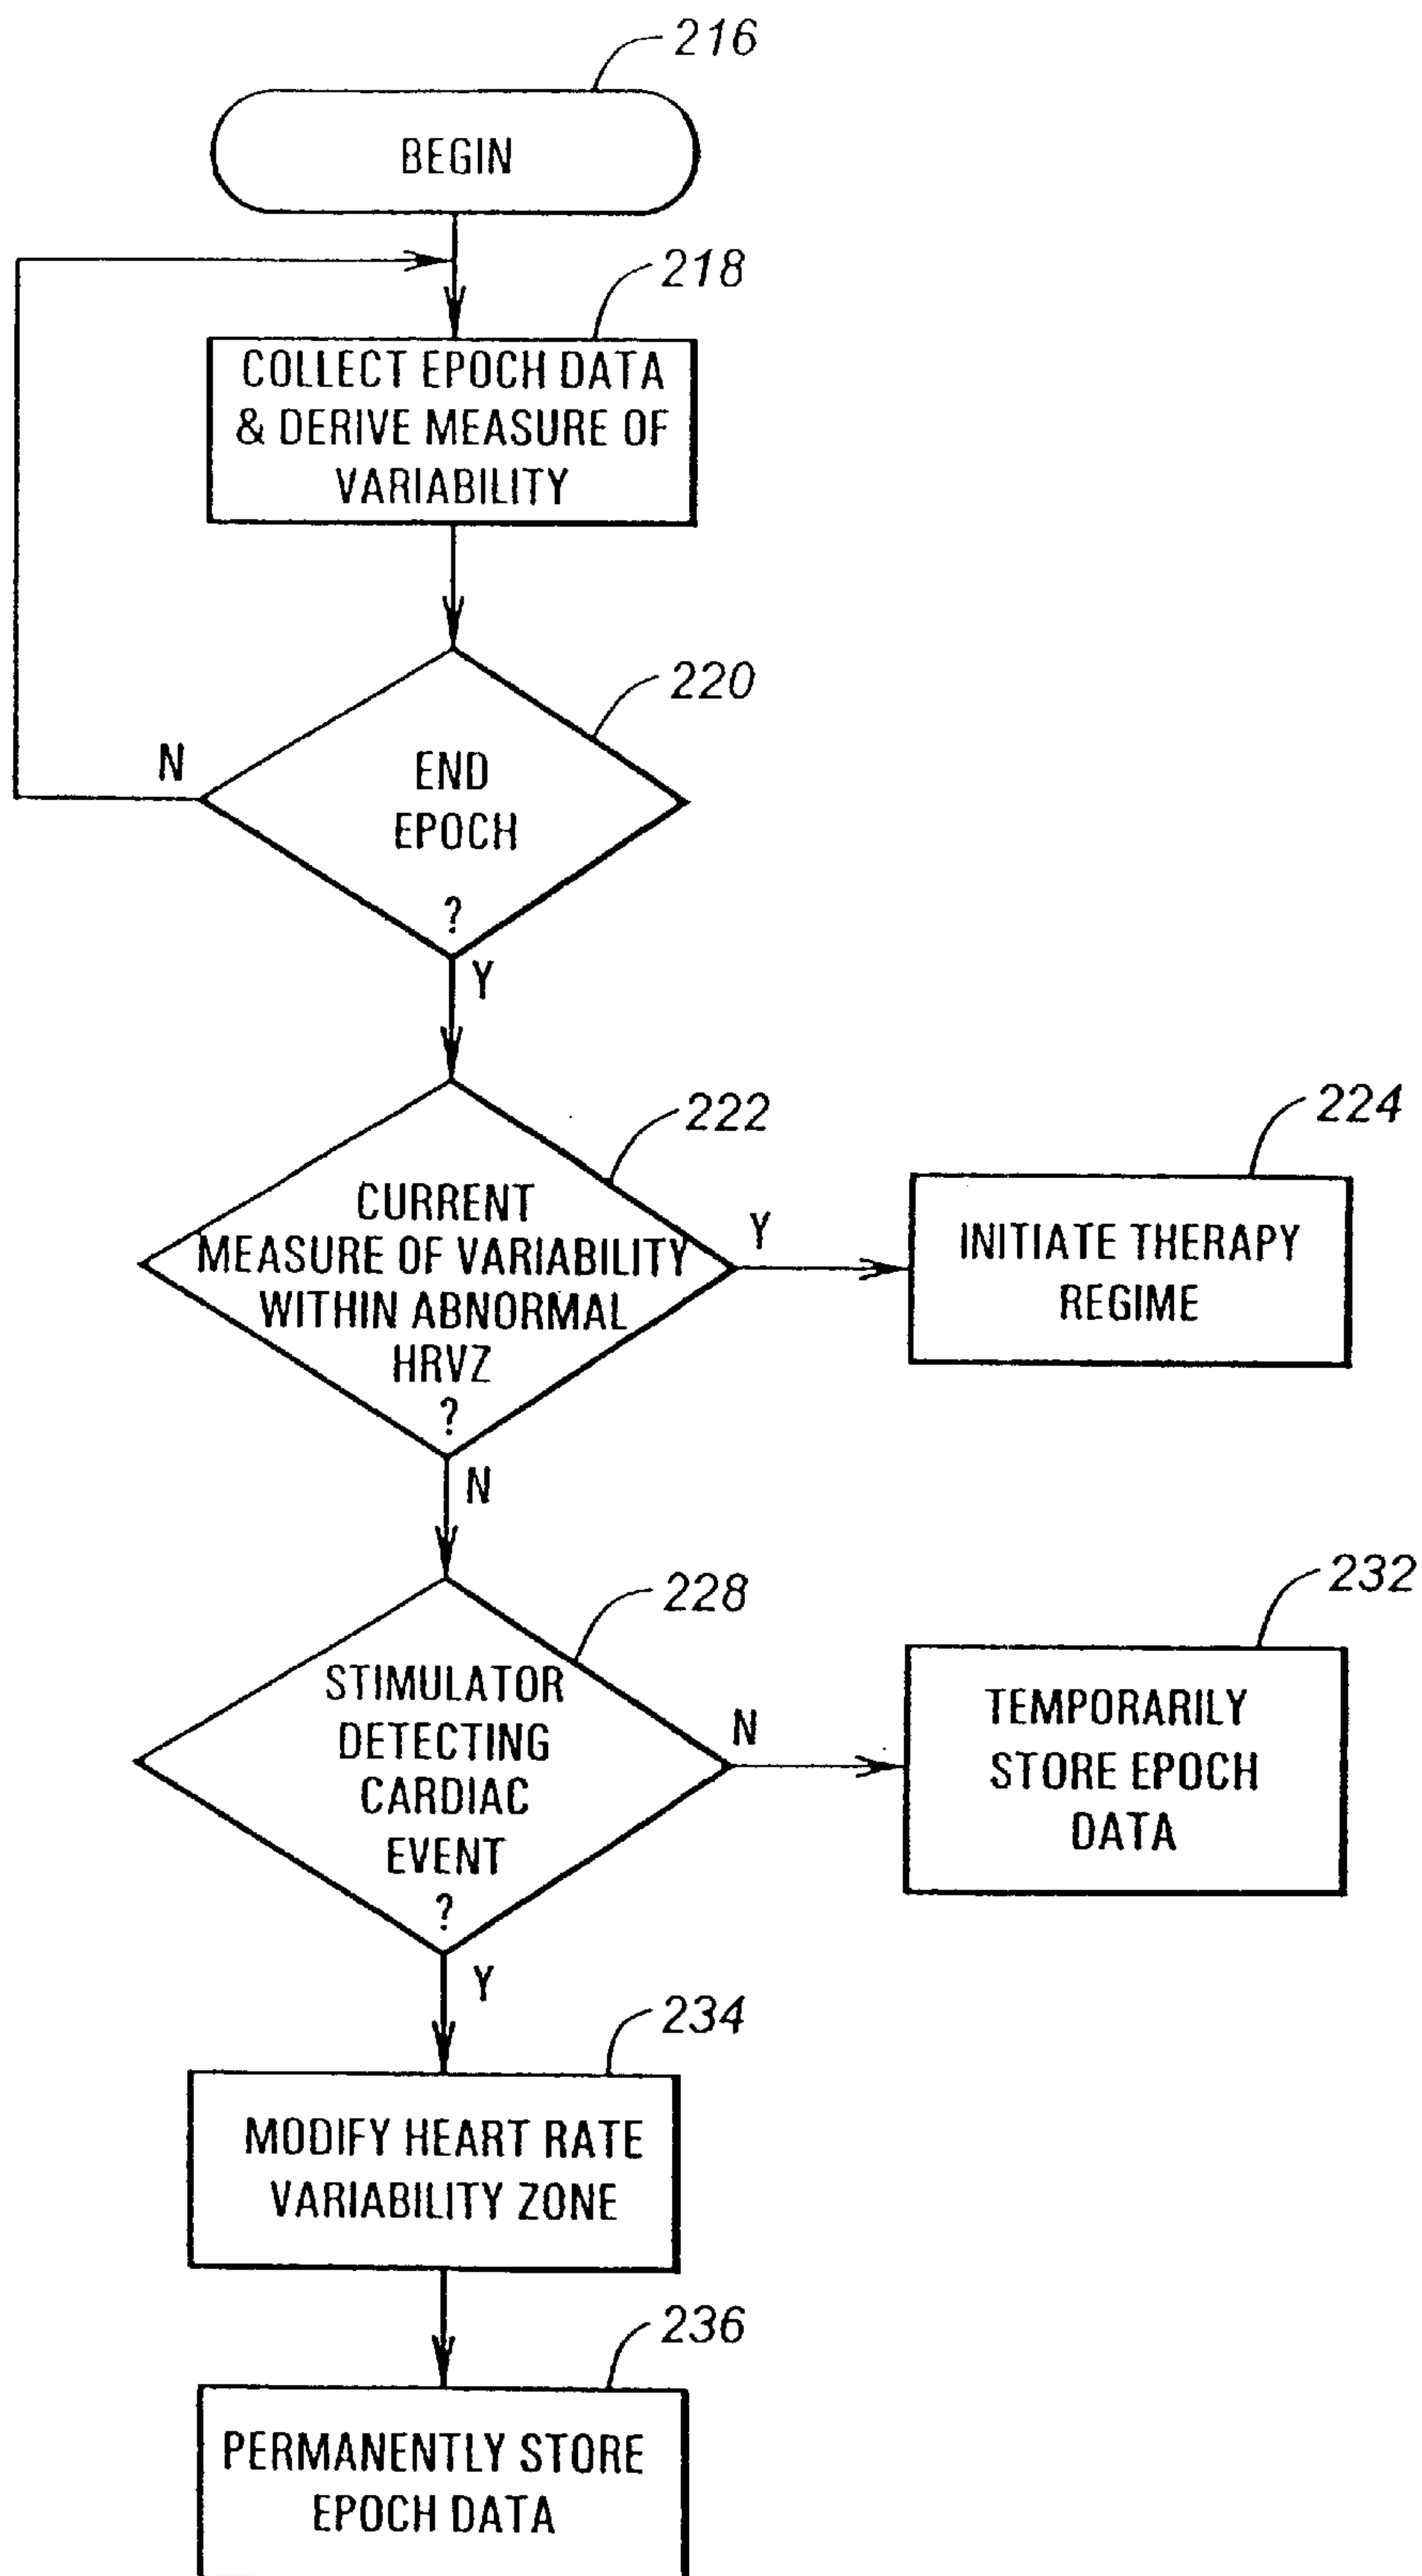 216
BEGIN
218
COLLECT EPOCH DATA
& DERIVE MEASURE OF
VARIABILITY
220
N
END
EPOCH
?
Y
222
224
CURRENT
MEASURE OF VARIABILITY
WITHIN ABNORMAL
HRVZ
?
Y
INITIATE THERAPY
REGIME
N
228
232
STIMULATOR
DETECTING
CARDIAC
EVENT
?
N
TEMPORARILY
STORE EPOCH
DATA
Y
234
MODIFY HEART RATE
VARIABILITY ZONE
236
PERMANENTLY STORE
EPOCH DATA